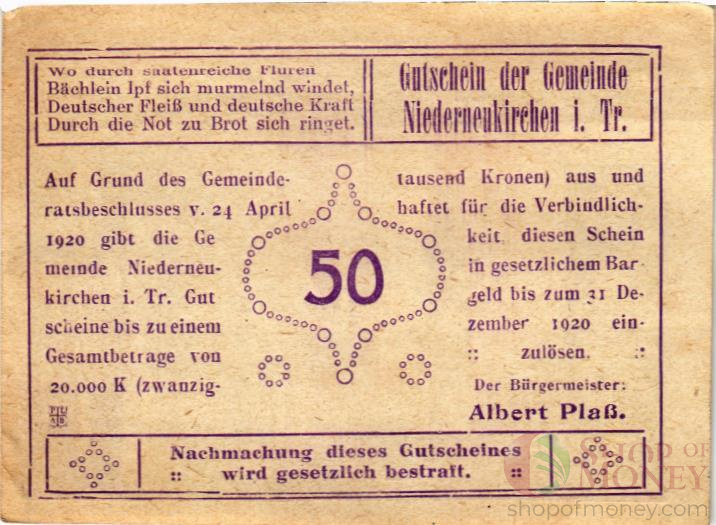 Wo durch saatenreiche Fluren
Bächlein Ipf sich murmelnd windet,
Deutscher Fleiß und deutsche Kraft
Durch die Not zu Brot sich ringet.
Gutschein der Gemeinde
Niederneukirchen i. Tr.
Auf Grund des Gemeinde-
ratsbeschlusses v. 24 April
1920 gibt die Ge
meinde Niederneu-
kirchen i. Tr. Gut
scheine bis zu einem
Gesamtbetrage von
20.000 K (zwanzig-
50
tausend Kronen) aus und
haftet für die Verbindlich-
keit, diesen Schein
in gesetzlichem Bar-
geld bis zum 31 De-
zember 1920 ein-
:: zulösen. ::
Der Bürgermeister:
Albert Plaß.
Nachmachung dieses Gutscheines
:: wird gesetzlich bestraft. ::
SHOP OF
MONEY
shopofmoney.com